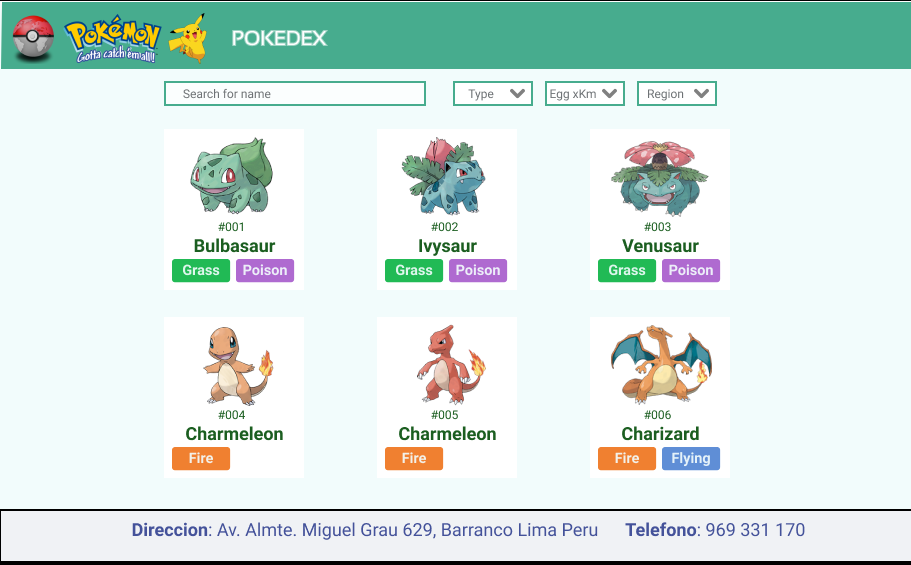 POKéMON
Gotta catch 'em all!
POKEDEX
Search for name
Type
Egg xKm
Region
#001
Bulbasaur
Grass Poison
#002
Ivysaur
Grass Poison
#003
Venusaur
Grass Poison
#004
Charmeleon
Fire
#005
Charmeleon
Fire
#006
Charizard
Fire Flying
Direccion: Av. Almte. Miguel Grau 629, Barranco Lima Peru Telefono: 969 331 170